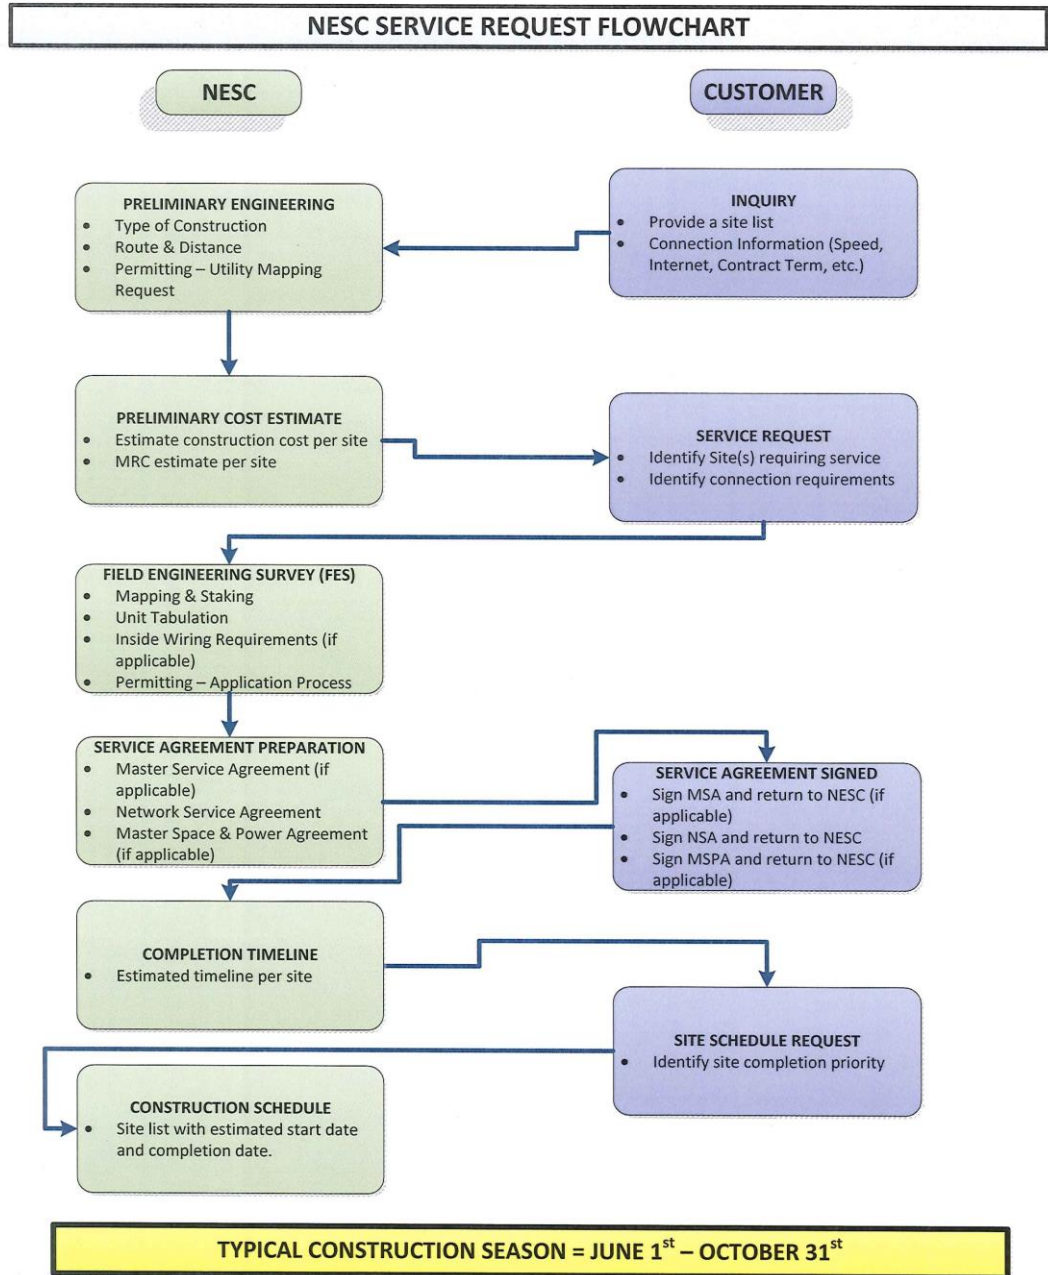 NESC SERVICE REQUEST FLOWCHART
NESC
CUSTOMER
PRELIMINARY ENGINEERING
• Type of Construction
• Route & Distance
• Permitting – Utility Mapping
Request
INQUIRY
• Provide a site list
• Connection Information (Speed,
Internet, Contract Term, etc.)
PRELIMINARY COST ESTIMATE
• Estimate construction cost per site
• MRC estimate per site
SERVICE REQUEST
• Identify Site(s) requiring service
• Identify connection requirements
FIELD ENGINEERING SURVEY (FES)
• Mapping & Staking
• Unit Tabulation
• Inside Wiring Requirements (if
applicable)
• Permitting – Application Process
SERVICE AGREEMENT PREPARATION
• Master Service Agreement (if
applicable)
• Network Service Agreement
• Master Space & Power Agreement
(if applicable)
SERVICE AGREEMENT SIGNED
• Sign MSA and return to NESC (if
applicable)
• Sign NSA and return to NESC
• Sign MSPA and return to NESC (if
applicable)
COMPLETION TIMELINE
• Estimated timeline per site
SITE SCHEDULE REQUEST
• Identify site completion priority
CONSTRUCTION SCHEDULE
• Site list with estimated start date
and completion date.
TYPICAL CONSTRUCTION SEASON = JUNE 1st – OCTOBER 31st